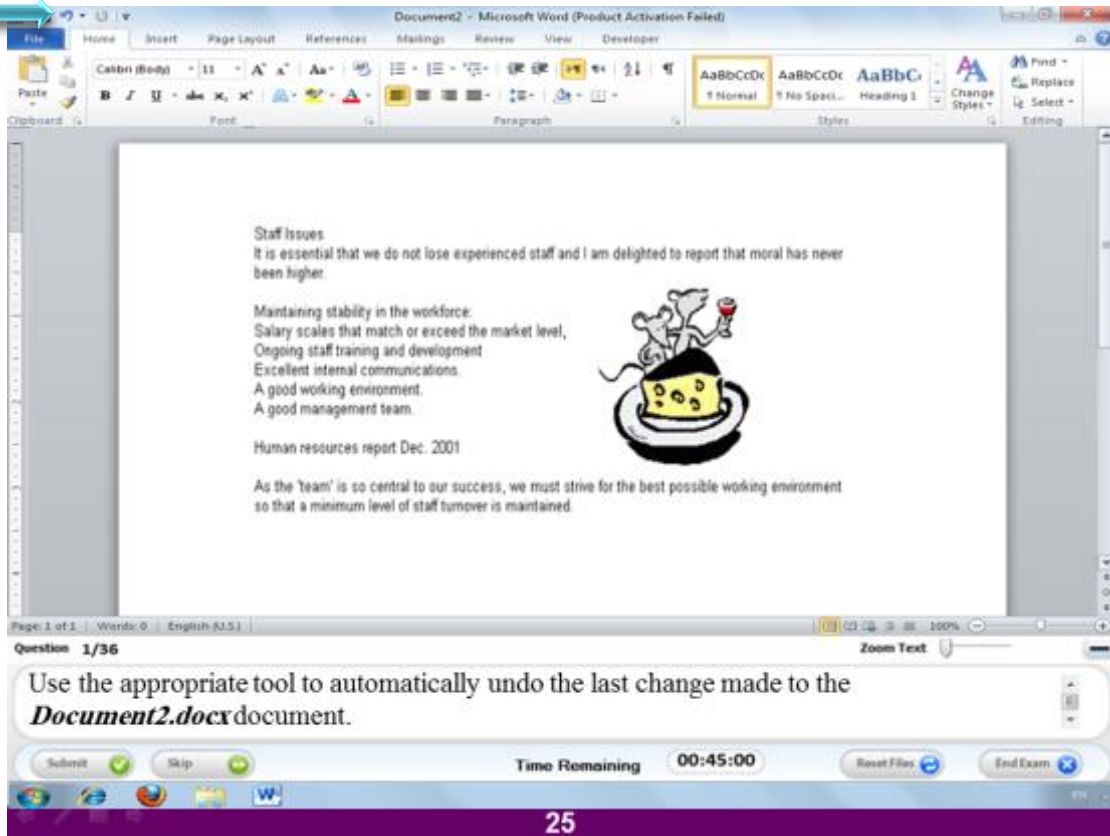 Document2 - Microsoft Word (Product Activation Failed)
File Home Insert Page Layout References Mailings Review View Developer
Paste
Calibri (Body) 11 A A Aa
B I U abc x, x² A A
AaBbCcDc AaBbCcDc AaBbC
¶ Normal ¶ No Spaci... Heading 1
Change Styles
Find
Replace
Select
Clipboard Font Paragraph Styles Editing
Staff Issues
It is essential that we do not lose experienced staff and I am delighted to report that moral has never
been higher.
Maintaining stability in the workforce:
Salary scales that match or exceed the market level,
Ongoing staff training and development
Excellent internal communications.
A good working environment.
A good management team.
Human resources report Dec. 2001
As the 'team' is so central to our success, we must strive for the best possible working environment
so that a minimum level of staff turnover is maintained.
Page: 1 of 1 Words: 0 English (U.S.) 100%
Question 1/36 Zoom Text
Use the appropriate tool to automatically undo the last change made to the
Document2.docx document.
Submit Skip Time Remaining 00:45:00 Reset Files End Exam
W EN
25